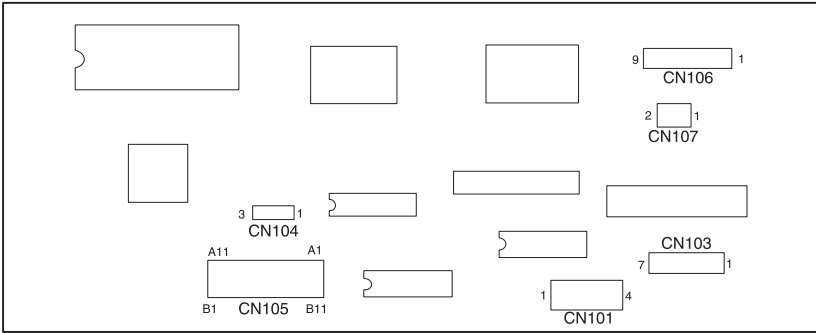 9 1
CN106
2 1
CN107
3 1
CN104
A11 A1
CN103
7 1
1 4
B1 CN105 B11
CN101